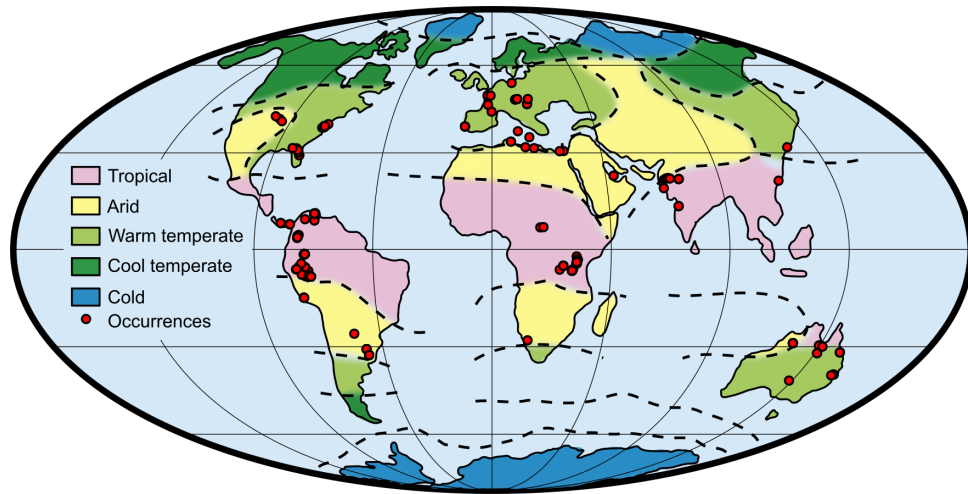 Tropical
Arid
Warm temperate
Cool temperate
Cold
Occurrences